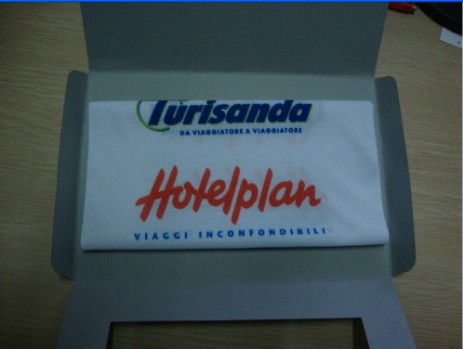 Turisanda
DA VIAGGIATORE A VIAGGIATORE
Hotelplan
VIAGGI INCONFONDIBILI